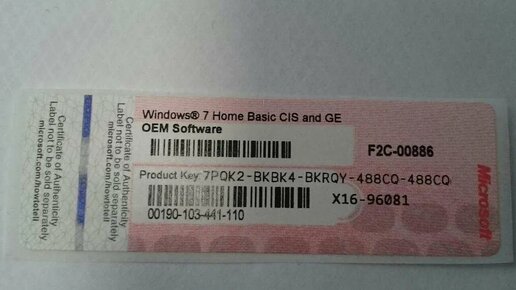 Certificate of Authenticity
Label not to be sold separately
microsoft.com/howtotell
Certificate of Authenticity
Label not to be sold separately
microsoft.com/howtotell
Windows® 7 Home Basic CIS and GE
OEM Software
F2C-00886
Product Key: 7PQK2-BKBK4-BKRQY-488CQ-488CQ
X16-96081
00190-103-441-110
Microsoft